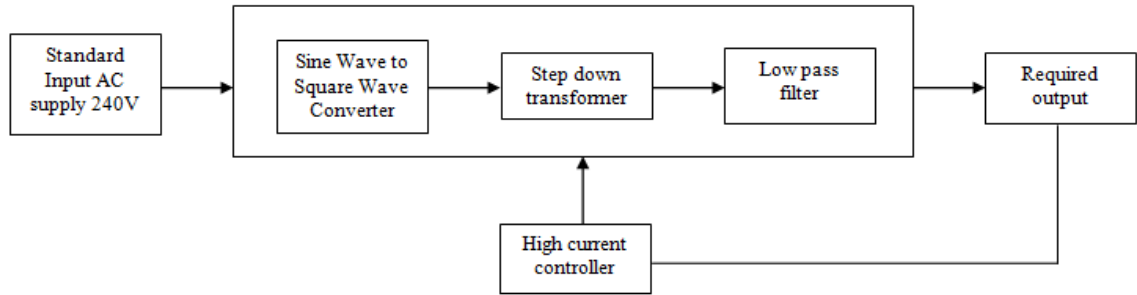 Standard
Input AC
supply 240V
Sine Wave to
Square Wave
Converter
Step down
transformer
Low pass
filter
Required
output
High current
controller